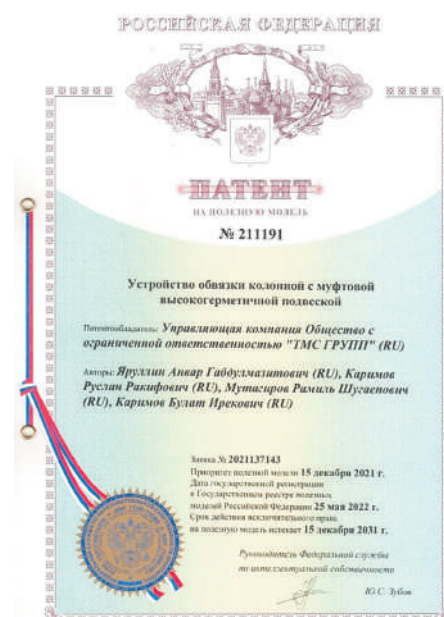 РОССИЙСКАЯ ФЕДЕРАЦИЯ
ПАТЕНТ
НА ПОЛЕЗНУЮ МОДЕЛЬ
№ 211191
Устройство обвязки колонной с муфтовой
высокогерметичной подвеской
Патентообладатель: Управляющая компания Общество с
ограниченной ответственностью "ТМС ГРУПП" (RU)
Авторы: Яруллин Анвар Габдулмазитович (RU), Каримов
Руслан Ракифович (RU), Мутагиров Рамиль Шугаепович
(RU), Каримов Булат Ирекович (RU)
Заявка № 2021137143
Приоритет полезной модели 15 декабря 2021 г.
Дата государственной регистрации
в Государственном реестре полезных
моделей Российской Федерации 25 мая 2022 г.
Срок действия исключительного права
на полезную модель истекает 15 декабря 2031 г.
Руководитель Федеральной службы
по интеллектуальной собственности
Ю.С. Зубов